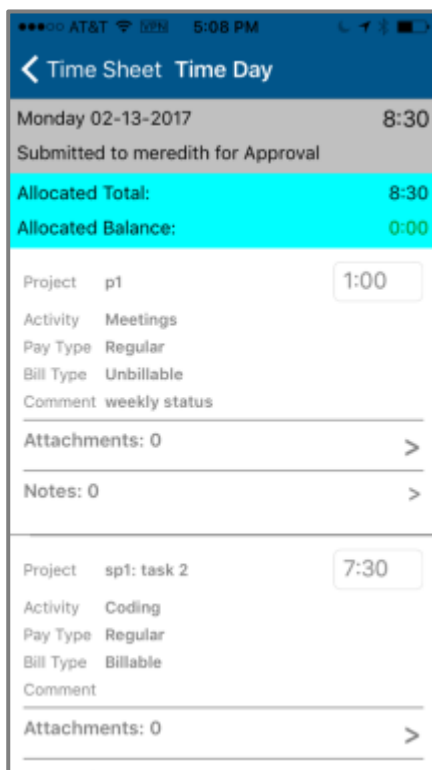 AT&T VPN 5:08 PM
Time Sheet Time Day
Monday 02-13-2017 8:30
Submitted to meredith for Approval
Allocated Total: 8:30
Allocated Balance: 0:00
Project p1 1:00
Activity Meetings
Pay Type Regular
Bill Type Unbillable
Comment weekly status
Attachments: 0 >
Notes: 0 >
Project sp1: task 2 7:30
Activity Coding
Pay Type Regular
Bill Type Billable
Comment
Attachments: 0 >